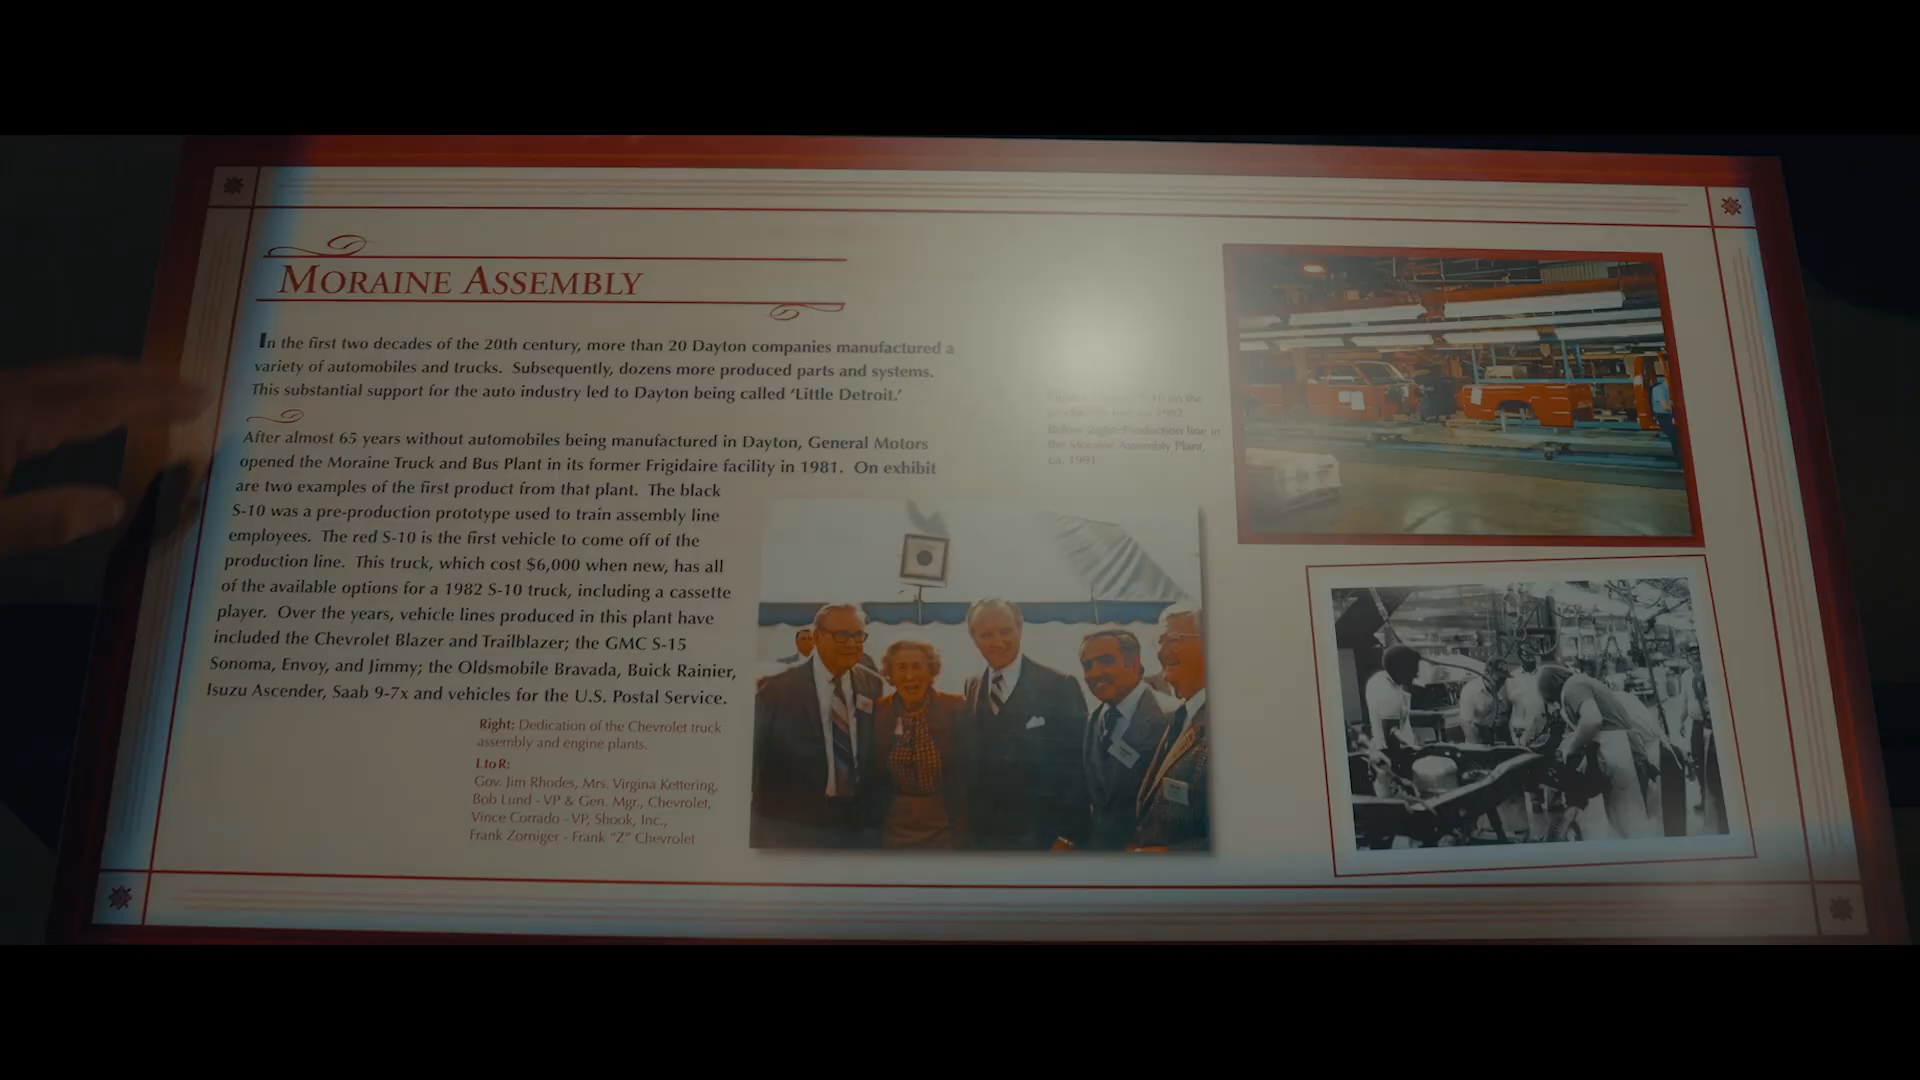 MORAINE ASSEMBLY
In the first two decades of the 20th century, more than 20 Dayton companies manufactured a
variety of automobiles and trucks. Subsequently, dozens more produced parts and systems.
This substantial support for the auto industry led to Dayton being called ‘Little Detroit.’
After almost 65 years without automobiles being manufactured in Dayton, General Motors
opened the Moraine Truck and Bus Plant in its former Frigidaire facility in 1981. On exhibit
are two examples of the first product from that plant. The black
S-10 was a pre-production prototype used to train assembly line
employees. The red S-10 is the first vehicle to come off of the
production line. This truck, which cost $6,000 when new, has all
of the available options for a 1982 S-10 truck, including a cassette
player. Over the years, vehicle lines produced in this plant have
included the Chevrolet Blazer and Trailblazer; the GMC S-15
Sonoma, Envoy, and Jimmy; the Oldsmobile Bravada, Buick Rainier,
Isuzu Ascender, Saab 9-7x and vehicles for the U.S. Postal Service.
Right: Dedication of the Chevrolet truck
assembly and engine plants.
L to R:
Gov. Jim Rhodes, Mrs. Virgina Kettering,
Bob Lund - VP & Gen. Mgr., Chevrolet,
Vince Corrado - VP, Shook, Inc.,
Frank Zorniger - Frank “Z” Chevrolet
on the
production line, ca. 1982.
Below Right: Production line in
the Moraine Assembly Plant,
ca. 1991.